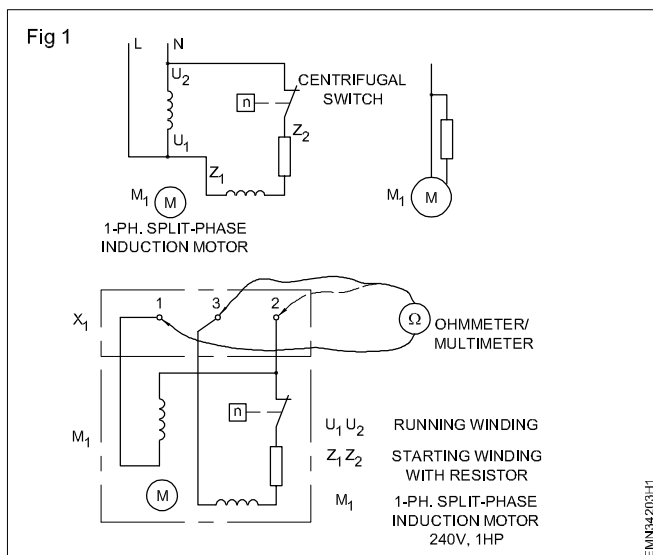 Fig 1
L N
U2
CENTRIFUGAL
SWITCH
n
U1
Z2
Z1
M1 M
M1 M
1-PH. SPLIT-PHASE
INDUCTION MOTOR
1 3 2
X1
Ω OHMMETER/
MULTIMETER
n
M1
M
U1 U2 RUNNING WINDING
Z1 Z2 STARTING WINDING
WITH RESISTOR
M1 1-PH. SPLIT-PHASE
INDUCTION MOTOR
240V, 1HP
EMN34203H1